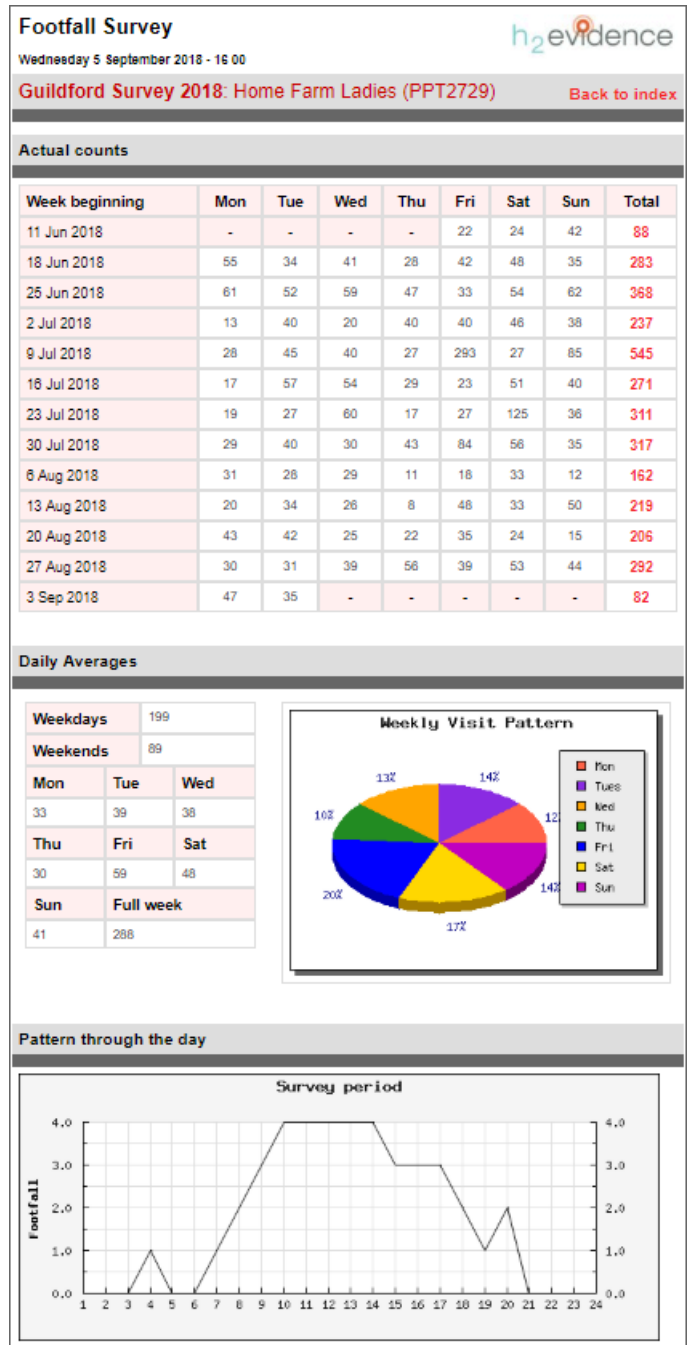 Footfall Survey
h2evidence
Wednesday 5 September 2018 - 16 00
Guildford Survey 2018: Home Farm Ladies (PPT2729) Back to index
Actual counts
Week beginning Mon Tue Wed Thu Fri Sat Sun Total
11 Jun 2018 - - - - 22 24 42 88
18 Jun 2018 55 34 41 28 42 48 35 283
25 Jun 2018 61 52 59 47 33 54 62 368
2 Jul 2018 13 40 20 40 40 46 38 237
9 Jul 2018 28 45 40 27 293 27 85 545
16 Jul 2018 17 57 54 29 23 51 40 271
23 Jul 2018 19 27 60 17 27 125 36 311
30 Jul 2018 29 40 30 43 84 56 35 317
6 Aug 2018 31 28 29 11 18 33 12 162
13 Aug 2018 20 34 26 8 48 33 50 219
20 Aug 2018 43 42 25 22 35 24 15 206
27 Aug 2018 30 31 39 56 39 53 44 292
3 Sep 2018 47 35 - - - - - 82
Daily Averages
Weekdays 199
Weekends 89
Mon Tue Wed
33 39 38
Thu Fri Sat
30 59 48
Sun Full week
41 288
Weekly Visit Pattern
13% 14%
10% 12%
20% 14%
17%
Mon
Tues
Wed
Thu
Fri
Sat
Sun
Pattern through the day
Survey period
Footfall
4.0 4.0
3.0 3.0
2.0 2.0
1.0 1.0
0.0 0.0
1 2 3 4 5 6 7 8 9 10 11 12 13 14 15 16 17 18 19 20 21 22 23 24